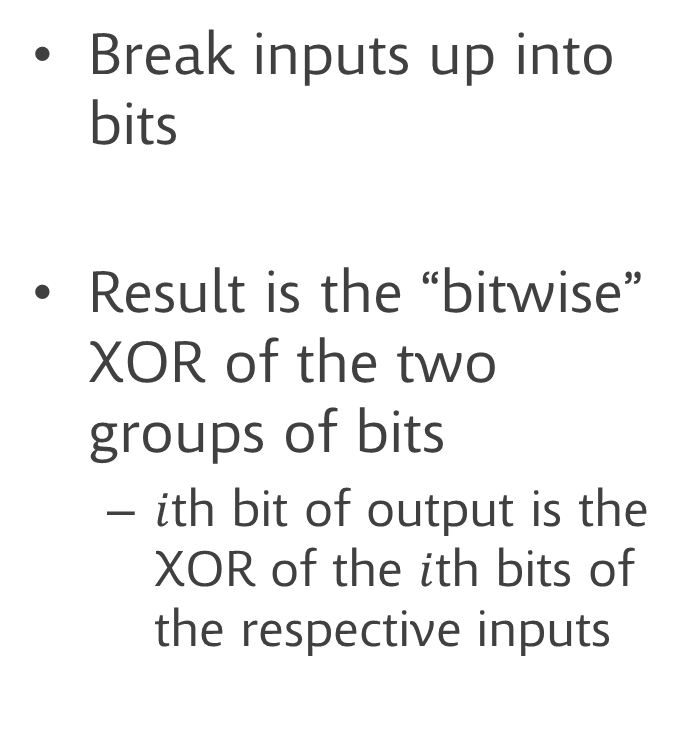 • Break inputs up into
bits
• Result is the “bitwise”
XOR of the two
groups of bits
– ith bit of output is the
XOR of the ith bits of
the respective inputs